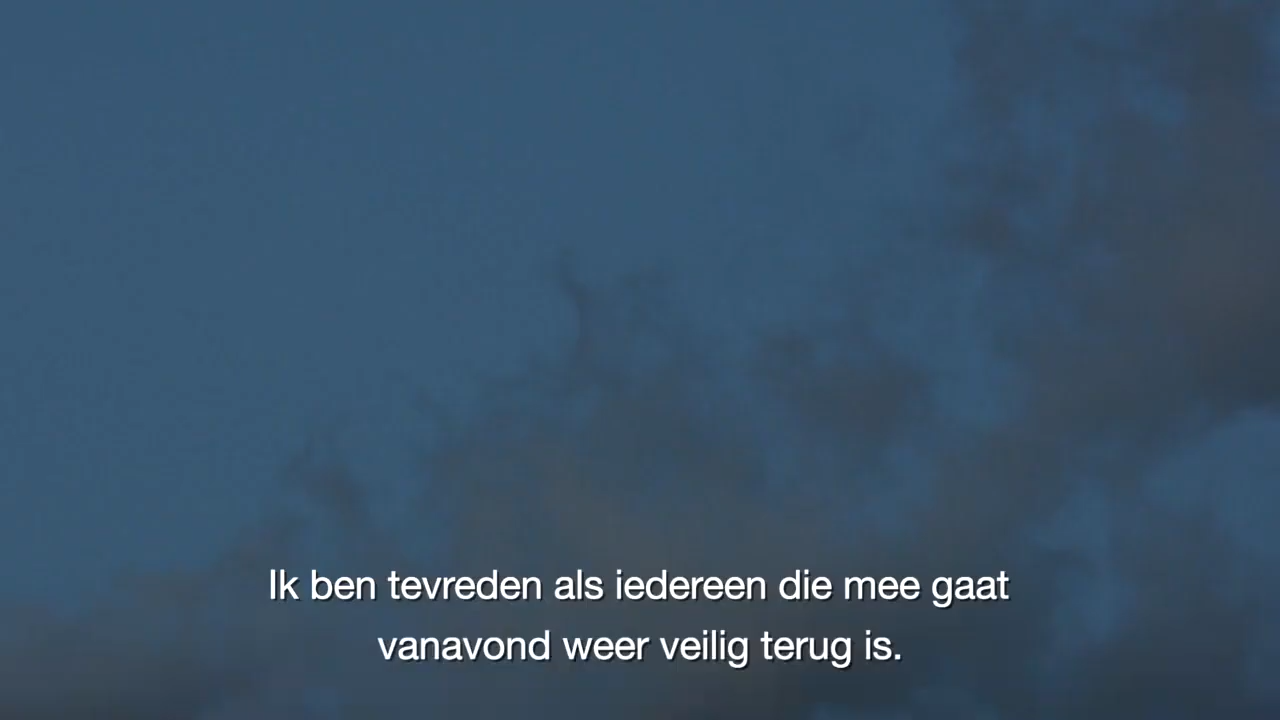 Ik ben tevreden als iedereen die mee gaat
vanavond weer veilig terug is.